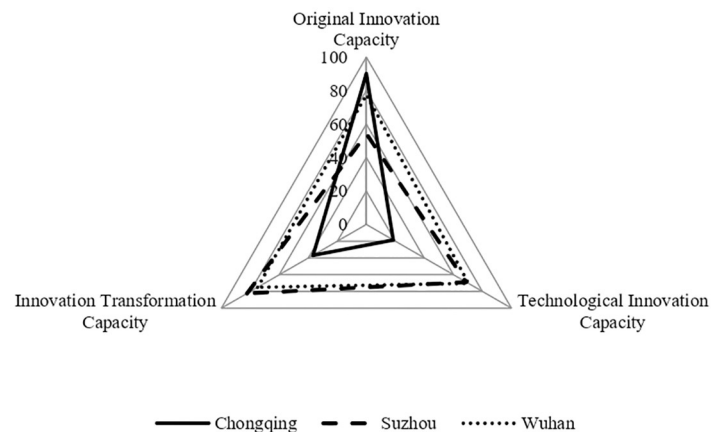 Original Innovation
Capacity
100
80
60
40
20
0
Innovation Transformation
Capacity
Technological Innovation
Capacity
Chongqing Suzhou Wuhan